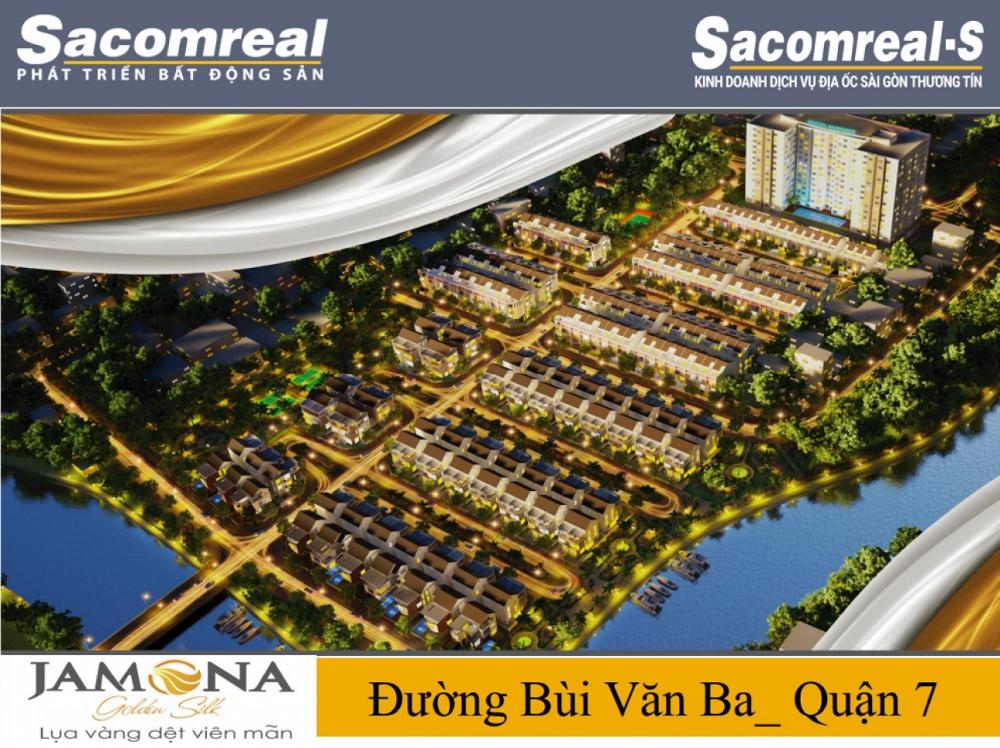 Sacomreal
PHÁT TRIỂN BẤT ĐỘNG SẢN
Sacomreal-S
KINH DOANH DỊCH VỤ ĐỊA ỐC SÀI GÒN THƯƠNG TÍN
JAMONA
Golden Silk
Lụa vàng dệt viên mãn
Đường Bùi Văn Ba_ Quận 7